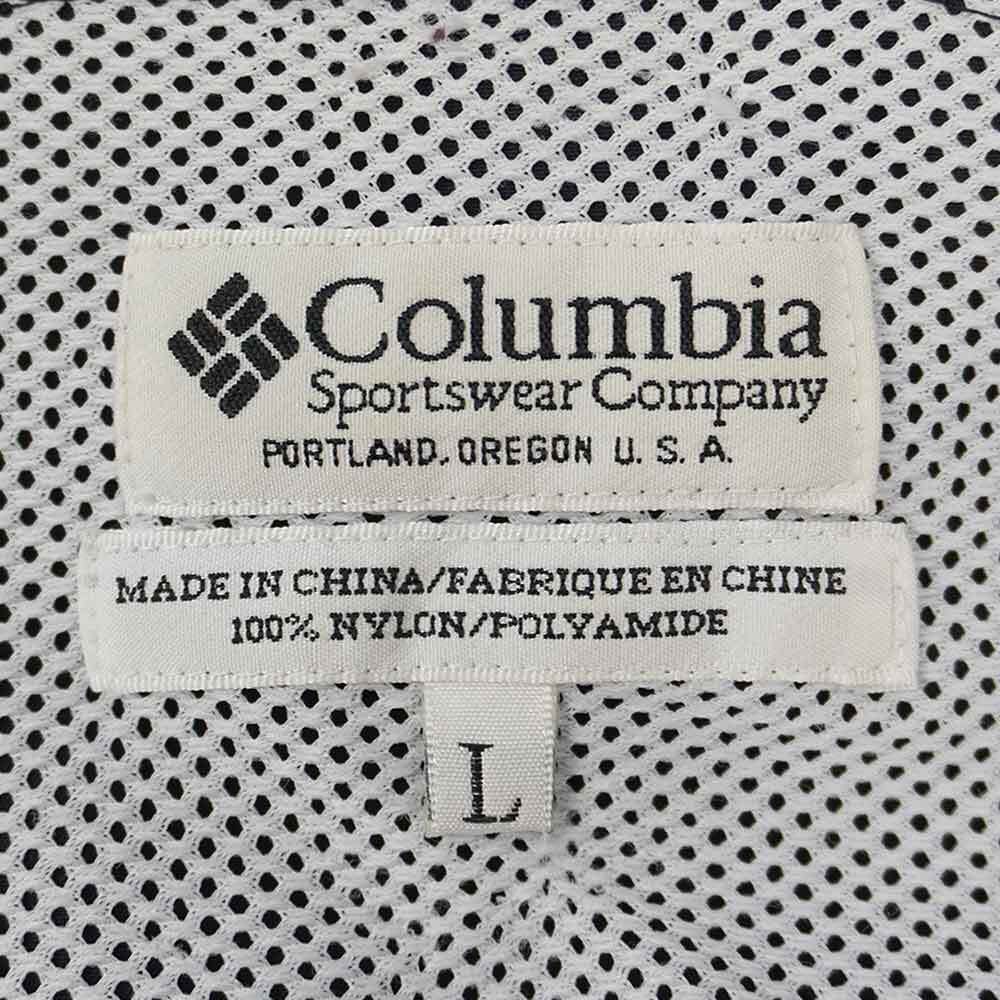 Columbia
Sportswear Company
PORTLAND, OREGON U. S. A.
MADE IN CHINA/FABRIQUE EN CHINE
100% NYLON/POLYAMIDE
L